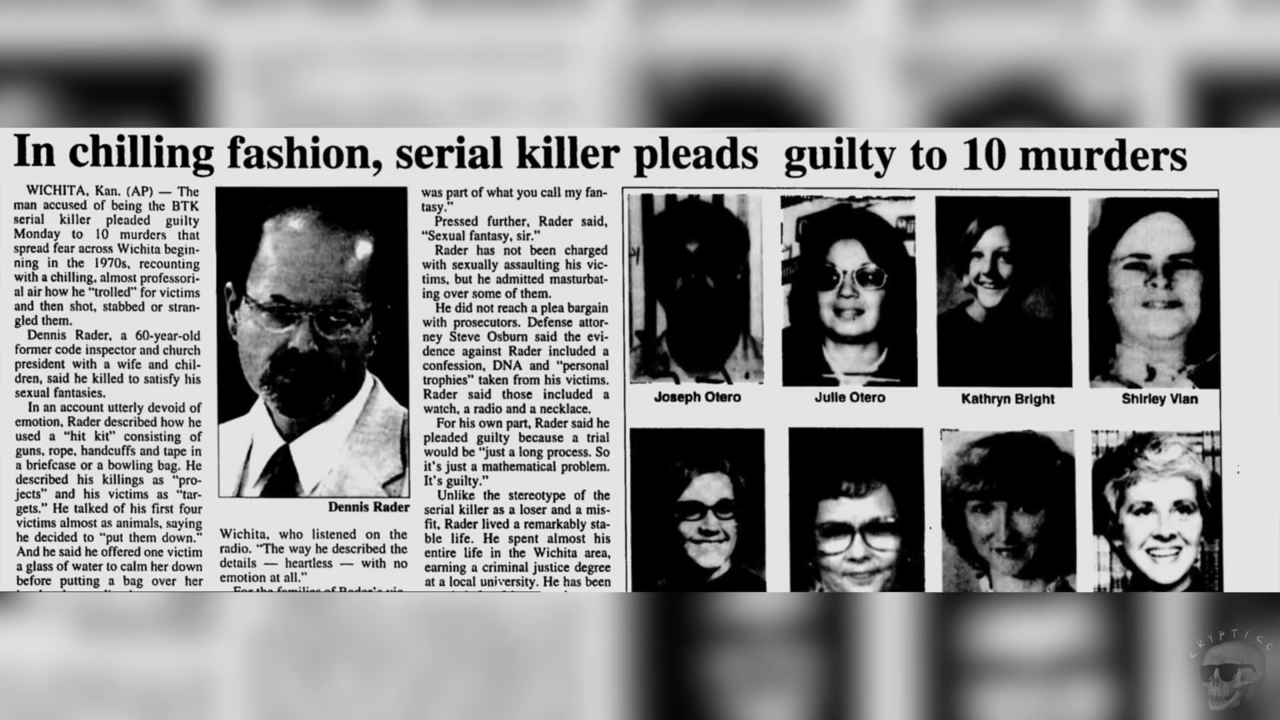 In chilling fashion, serial killer pleads guilty to 10 murders
WICHITA, Kan. (AP) — The
man accused of being the BTK
serial killer pleaded guilty
Monday to 10 murders that
spread fear across Wichita begin-
ning in the 1970s, recounting
with a chilling, almost professori-
al air how he “trolled” for victims
and then shot, stabbed or stran-
gled them.
Dennis Rader, a 60-year-old
former code inspector and church
president with a wife and chil-
dren, said he killed to satisfy his
sexual fantasies.
In an account utterly devoid of
emotion, Rader described how he
used a “hit kit” consisting of
guns, rope, handcuffs and tape in
a briefcase or a bowling bag. He
described his killings as “pro-
jects” and his victims as “tar-
gets.” He talked of his first four
victims almost as animals, saying
he decided to “put them down.”
And he said he offered one victim
a glass of water to calm her down
before putting a bag over her
Dennis Rader
Wichita, who listened on the
radio. “The way he described the
details — heartless — with no
emotion at all.”
For the families of Rader's vic-
was part of what you call my fan-
tasy.”
Pressed further, Rader said,
“Sexual fantasy, sir.”
Rader has not been charged
with sexually assaulting his vic-
tims, but he admitted masturbat-
ing over some of them.
He did not reach a plea bargain
with prosecutors. Defense attor-
ney Steve Osburn said the evi-
dence against Rader included a
confession, DNA and “personal
trophies” taken from his victims.
Rader said those included a
watch, a radio and a necklace.
For his own part, Rader said he
pleaded guilty because a trial
would be “just a long process. So
it's just a mathematical problem.
It's guilty.”
Unlike the stereotype of the
serial killer as a loser and a mis-
fit, Rader lived a remarkably sta-
ble life. He spent almost his
entire life in the Wichita area,
earning a criminal justice degree
at a local university. He has been
Joseph Otero
Julie Otero
Kathryn Bright
Shirley Vian